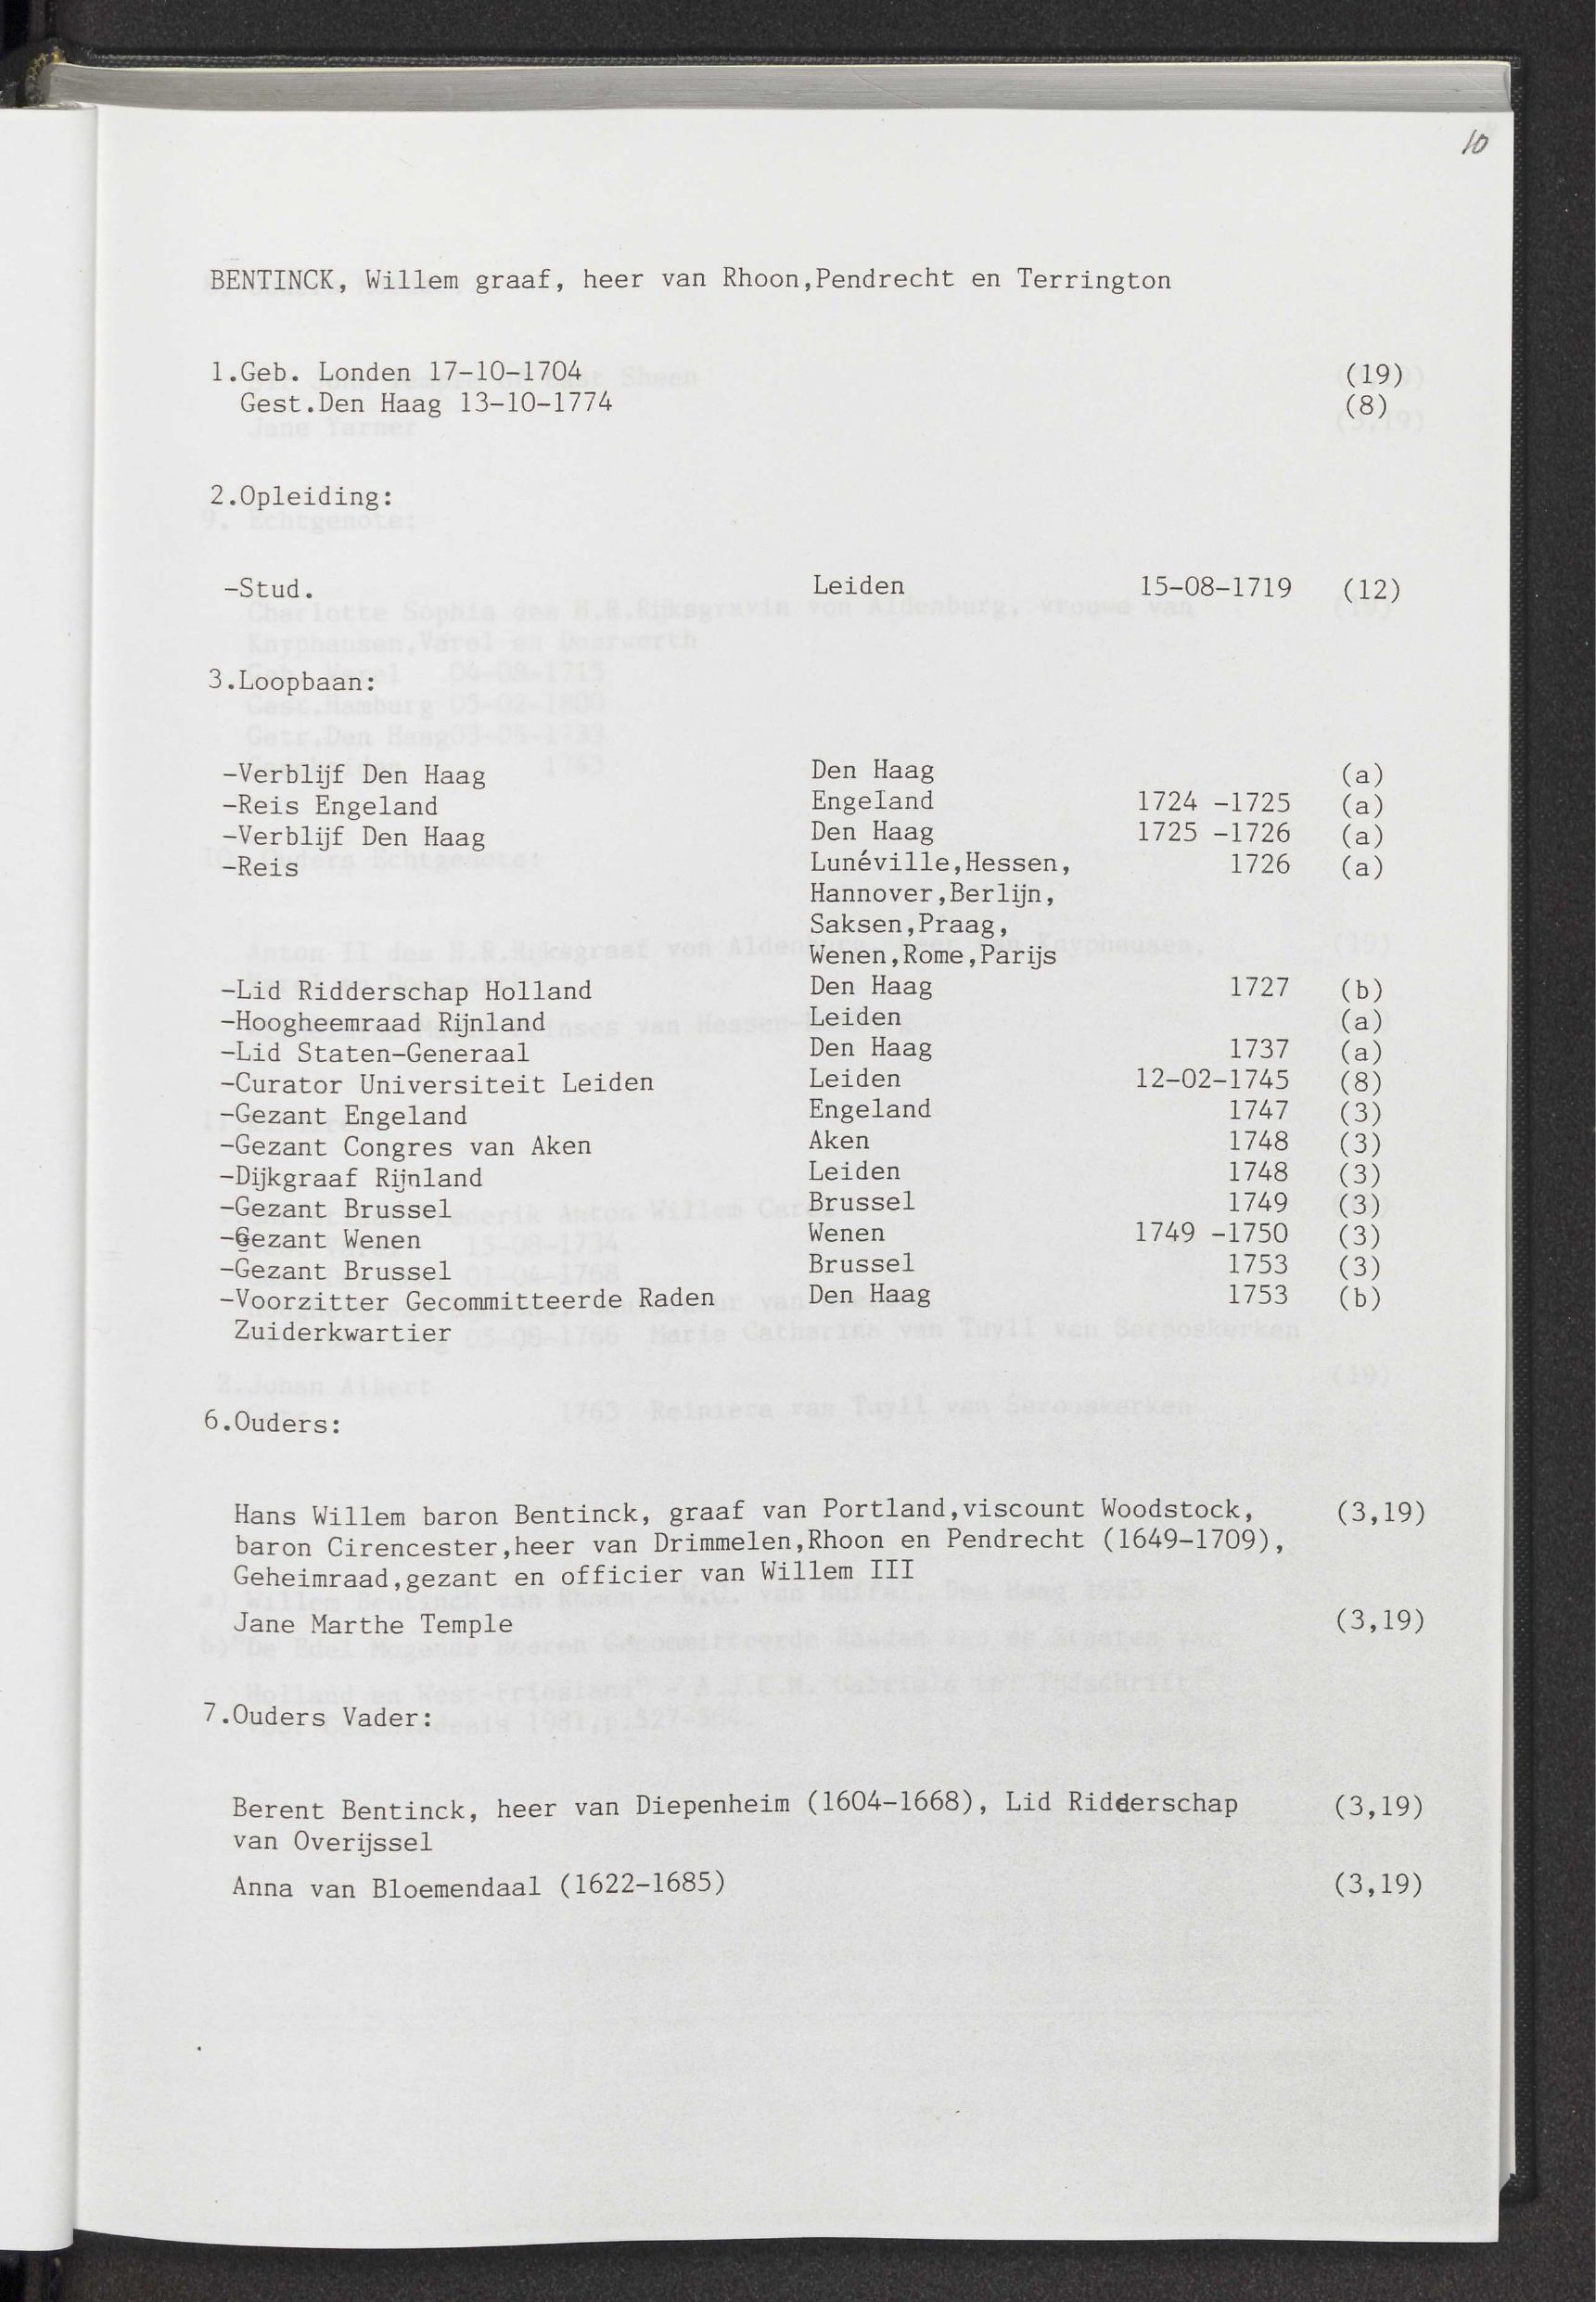 10
BENTINCK, Willem graaf, heer van Rhoon,Pendrecht en Terrington
1.Geb. Londen 17-10-1704 (19)
Gest.Den Haag 13-10-1774 (8)
2.Opleiding:
-Stud. Leiden 15-08-1719 (12)
3.Loopbaan:
-Verblijf Den Haag Den Haag (a)
-Reis Engeland Engeland 1724 -1725 (a)
-Verblijf Den Haag Den Haag 1725 -1726 (a)
-Reis Lunéville,Hessen, 1726 (a)
Hannover,Berlijn,
Saksen,Praag,
Wenen,Rome,Parijs
-Lid Ridderschap Holland Den Haag 1727 (b)
-Hoogheemraad Rijnland Leiden (a)
-Lid Staten-Generaal Den Haag 1737 (a)
-Curator Universiteit Leiden Leiden 12-02-1745 (8)
-Gezant Engeland Engeland 1747 (3)
-Gezant Congres van Aken Aken 1748 (3)
-Dijkgraaf Rijnland Leiden 1748 (3)
-Gezant Brussel Brussel 1749 (3)
-Gezant Wenen Wenen 1749 -1750 (3)
-Gezant Brussel Brussel 1753 (3)
-Voorzitter Gecommitteerde Raden Den Haag 1753 (b)
Zuiderkwartier
6.Ouders:
Hans Willem baron Bentinck, graaf van Portland,viscount Woodstock, (3,19)
baron Cirencester,heer van Drimmelen,Rhoon en Pendrecht (1649-1709),
Geheimraad,gezant en officier van Willem III
Jane Marthe Temple (3,19)
7.Ouders Vader:
Berent Bentinck, heer van Diepenheim (1604-1668), Lid Ridderschap (3,19)
van Overijssel
Anna van Bloemendaal (1622-1685) (3,19)